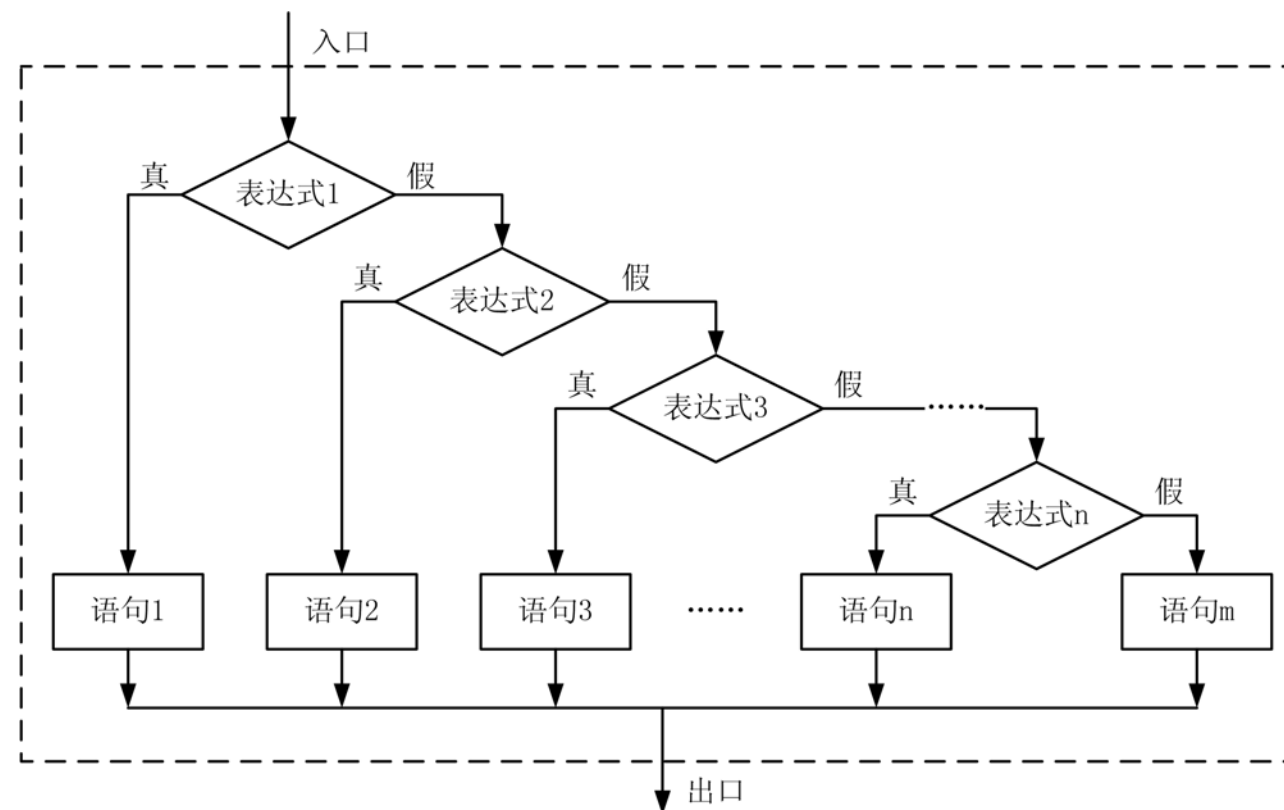 入口
真
表达式1
假
真
表达式2
假
真
表达式3
假
……
真
表达式n
假
语句1
语句2
语句3
……
语句n
语句m
出口